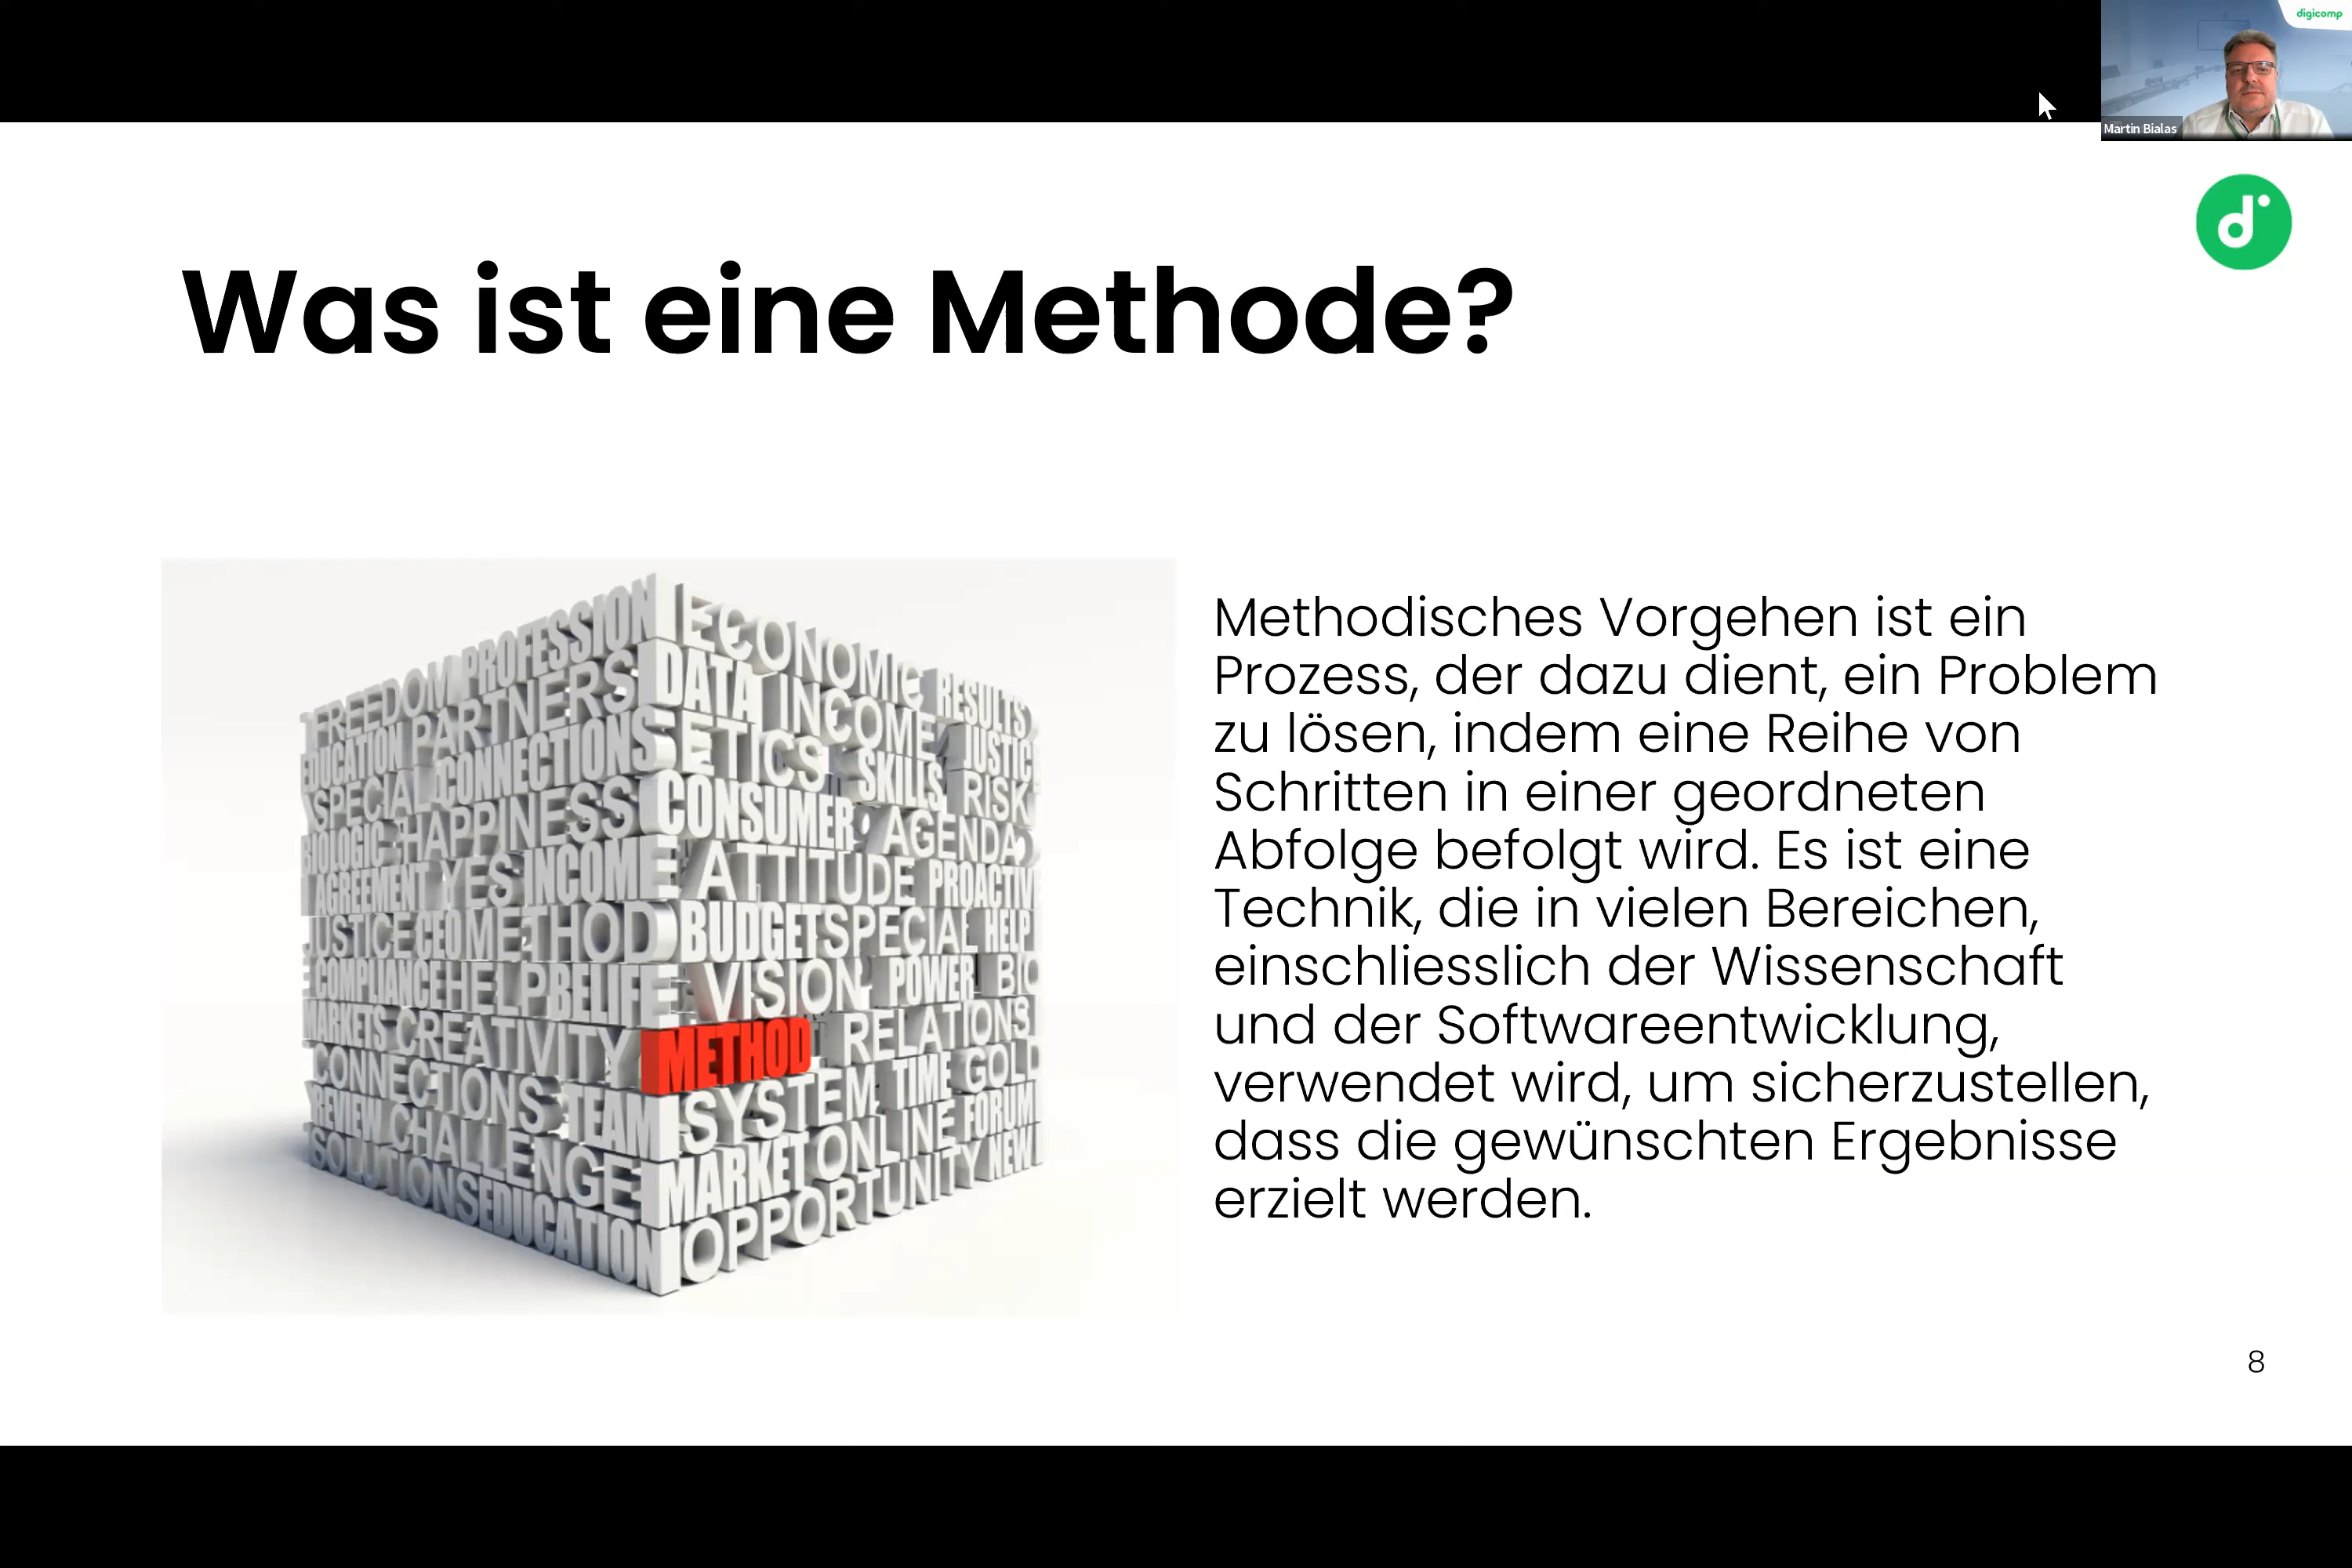 digicomp
Martin Bialas
d
Was ist eine Methode?
FREEDOM PROFESSION
EDUCATION PARTNERS
SPECIAL CONNECTIONS
BIOLOGIC HAPPINESS
AGREEMENT YES INCOME
JUSTICE CEO METHOD
COMPLIANCE HELP BELIFE
MARKETS CREATIVITY
CONNECTIONS TEAM
REVIEW CHALLENGE
SOLUTIONS EDUCATION
ECONOMIC RESULTS
DATA INCOME JUSTIC
ETICS SKILLS RISK
CONSUMER AGENDA
ATTITUDE PROACTIV
BUDGET SPECIAL HELP
VISION POWER BIO
METHOD RELATIONS
SYSTEM TIME GOLD
MARKET ONLINE FORUM
OPPORTUNITY NEW
Methodisches Vorgehen ist ein
Prozess, der dazu dient, ein Problem
zu lösen, indem eine Reihe von
Schritten in einer geordneten
Abfolge befolgt wird. Es ist eine
Technik, die in vielen Bereichen,
einschliesslich der Wissenschaft
und der Softwareentwicklung,
verwendet wird, um sicherzustellen,
dass die gewünschten Ergebnisse
erzielt werden.
8